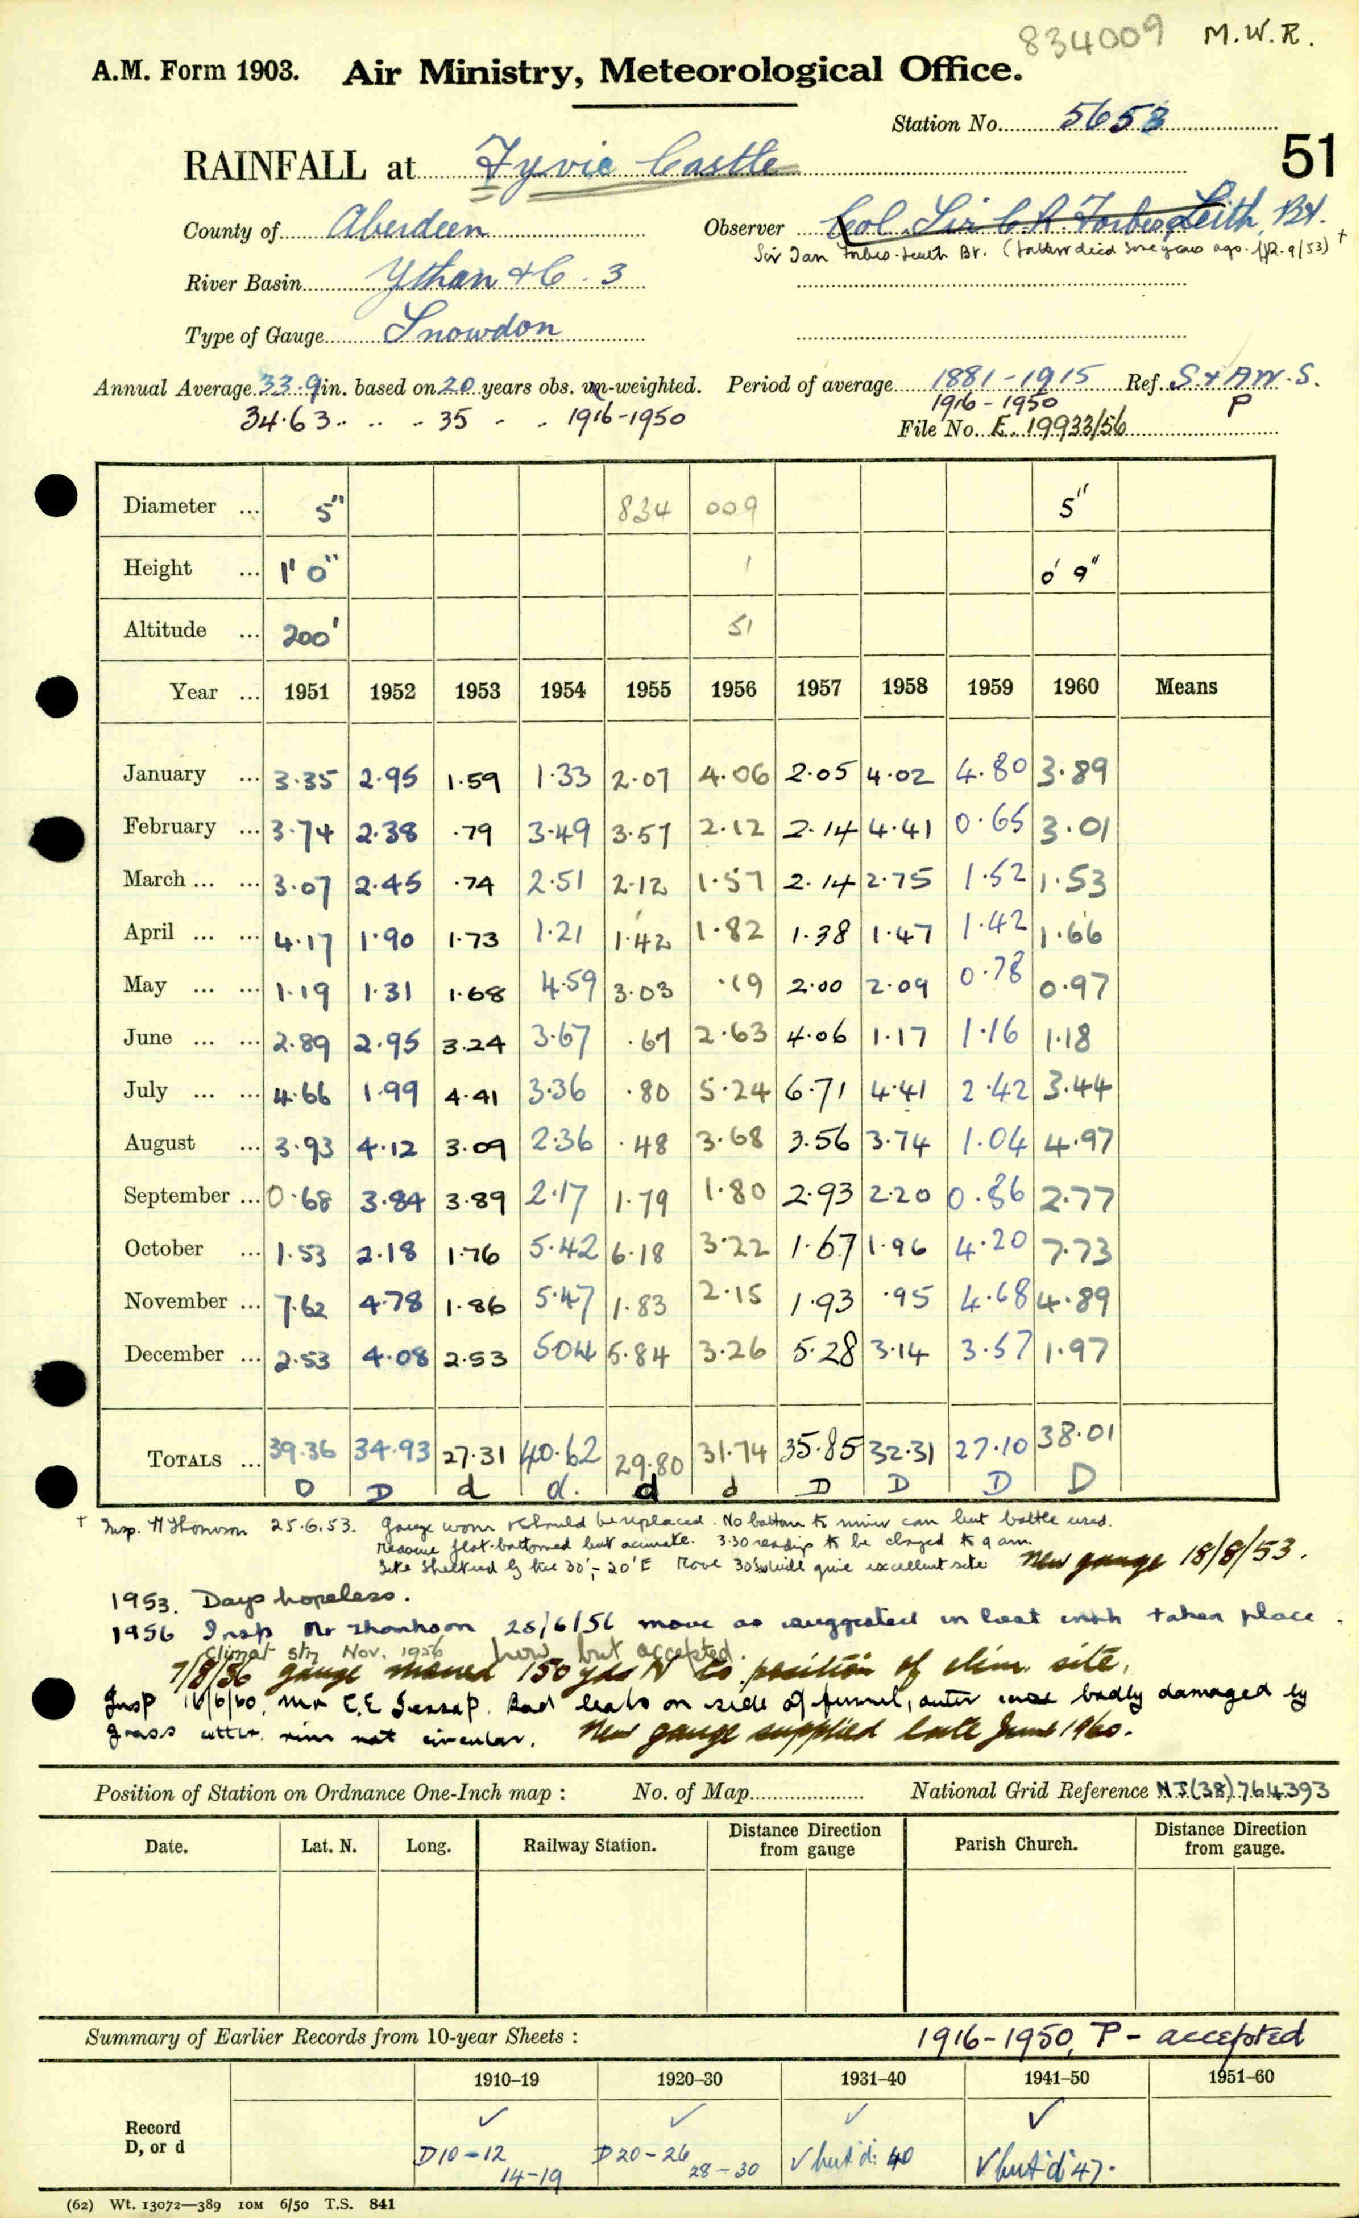 834009 M.W.R.
A.M. Form 1903. Air Ministry, Meteorological Office.
Station No. 5653
51
RAINFALL at Fyvie Castle
County of Aberdeen Observer Col. Sir C. R. Forbes Leith, Bt.
Sir Ian Forbes-Leith Bt. (father died some years ago. 9/53) †
River Basin Ythan &c. 3
Type of Gauge Snowdon
Annual Average 33.9 in. based on 20 years obs. un-weighted. Period of average 1881-1915 Ref. S & A.W.S.
34.63 .. .. 35 .. .. 1916-1950 1916-1950 P
File No. E. 19933/56
Diameter ... 5" 834 009 5"
Height ... 1' 0" 1 0' 9"
Altitude ... 200' 51
Year ... 1951 1952 1953 1954 1955 1956 1957 1958 1959 1960 Means
January ... 3.35 2.95 1.59 1.33 2.07 4.06 2.05 4.02 4.80 3.89
February ... 3.74 2.38 .79 3.49 3.57 2.12 2.14 4.41 0.65 3.01
March ... ... 3.07 2.45 .74 2.51 2.12 1.57 2.14 2.75 1.52 1.53
April ... ... 4.17 1.90 1.73 1.21 1.42 1.82 1.38 1.47 1.42 1.66
May ... ... 1.19 1.31 1.68 4.59 3.03 .19 2.00 2.09 0.78 0.97
June ... ... 2.89 2.95 3.24 3.67 .67 2.63 4.06 1.17 1.16 1.18
July ... ... 4.66 1.99 4.41 3.36 .80 5.24 6.71 4.41 2.42 3.44
August ... 3.93 4.12 3.09 2.36 .48 3.68 3.56 3.74 1.04 4.97
September ... 0.68 3.84 3.89 2.17 1.79 1.80 2.93 2.20 0.86 2.77
October ... 1.53 2.18 1.76 5.42 6.18 3.22 1.67 1.96 4.20 7.73
November ... 7.62 4.78 1.86 5.47 1.83 2.15 1.93 .95 4.68 4.89
December ... 2.53 4.08 2.53 5.04 5.84 3.26 5.28 3.14 3.57 1.97
TOTALS ... 39.36 34.93 27.31 40.62 29.80 31.74 35.85 32.31 27.10 38.01
D D d d. d d D D D D
† Insp. Thomson 25.6.53. Gauge worn & should be replaced. No bottom to inner can but bottle used.
Measure flat-bottomed but accurate. 3.30 readings to be changed to 9 am.
Site sheltered by tree 30', - 20' E Move 30' would give excellent site New gauge 18/8/53.
1953. Days hopeless.
1956 Insp Mr Thomson 28/6/56 move as suggested in last insp taken place.
Climat stn Nov. 1956 now but accepted.
7/8/56 gauge moved 150 yds N to position of clim. site.
Insp 16/6/60. Mr E.E Jessop. Bad leaks on side of funnel, outer case badly damaged by
grass cutter. rim not circular. New gauge supplied late June 1960.
Position of Station on Ordnance One-Inch map : No. of Map National Grid Reference NJ(38)764393
Date. Lat. N. Long. Railway Station. Distance Direction from gauge Parish Church. Distance Direction from gauge.
Summary of Earlier Records from 10-year Sheets : 1916-1950, P - accepted
1910–19 1920–30 1931–40 1941–50 1951–60
Record D, or d ✓ ✓ ✓ ✓
D10-12 D20-26 ✓ but d: 40 ✓ but d 47.
14-19 28-30
(62) Wt. 13072—389 10M 6/50 T.S. 841